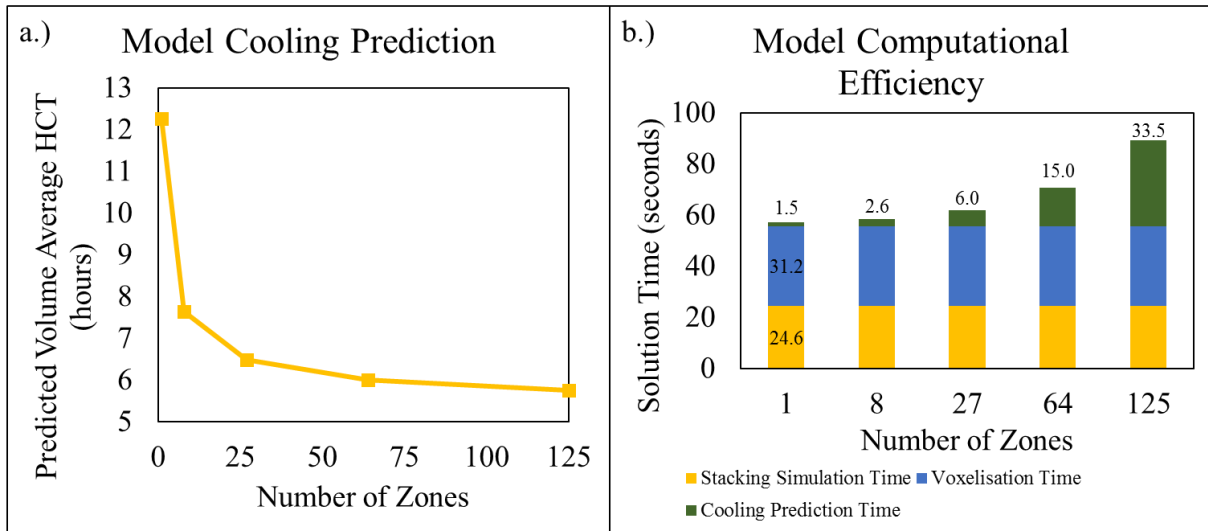 a.)
Model Cooling Prediction
Predicted Volume Average HCT
(hours)
13
12
11
10
9
8
7
6
5
0 25 50 75 100 125
Number of Zones
b.)
Model Computational
Efficiency
Solution Time (seconds)
100
80
60
40
20
0
1.5 2.6 6.0 15.0 33.5
31.2
24.6
1 8 27 64 125
Number of Zones
Stacking Simulation Time Voxelisation Time
Cooling Prediction Time